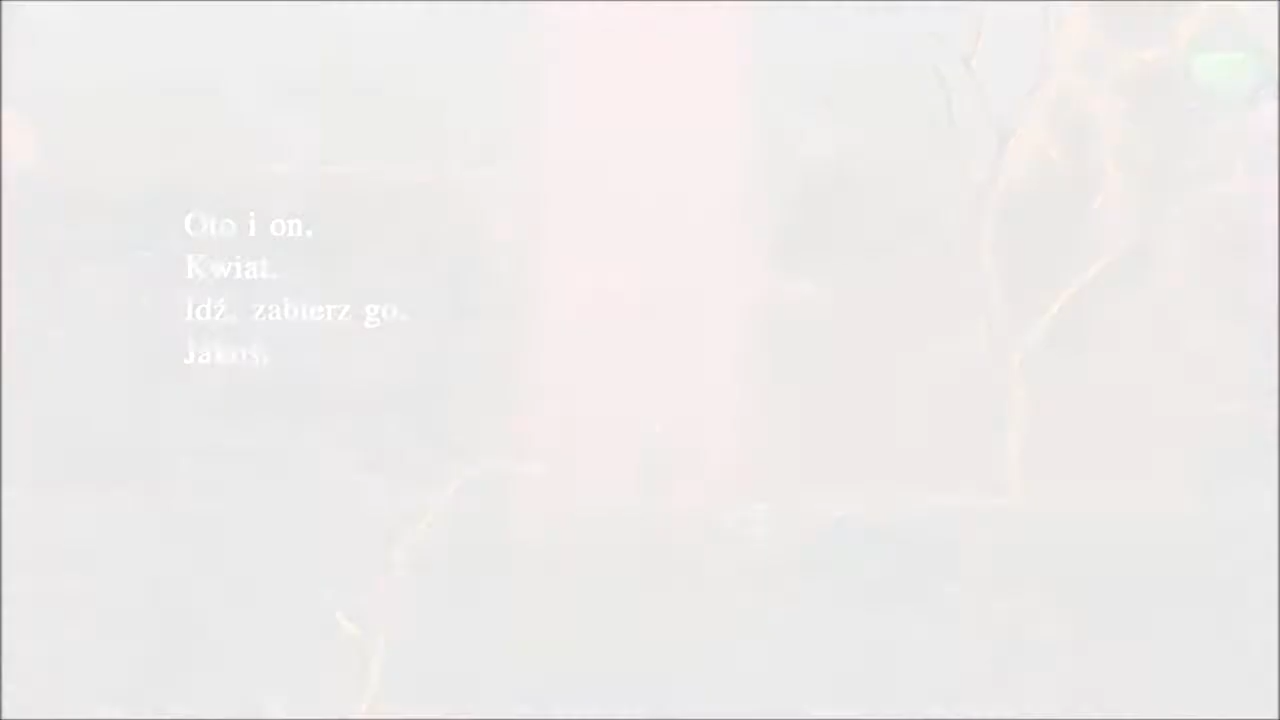 Oto i on.
Kwiat.
Idź, zabierz go.
Jakoś.